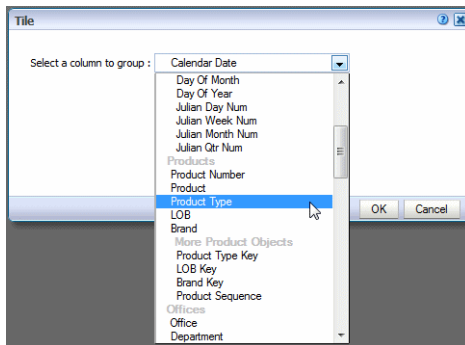 Tile
Select a column to group : Calendar Date
Day Of Month
Day Of Year
Julian Day Num
Julian Week Num
Julian Month Num
Julian Qtr Num
Products
Product Number
Product
Product Type
LOB
Brand
More Product Objects
Product Type Key
LOB Key
Brand Key
Product Sequence
Offices
Office
Department
OK Cancel